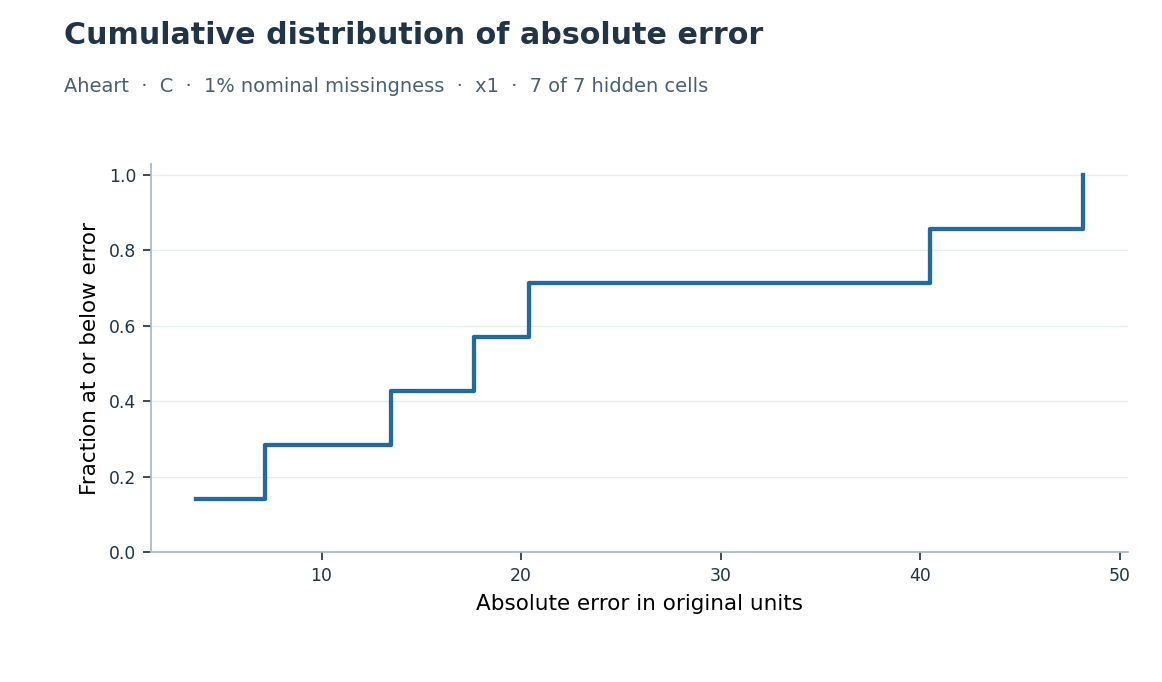 Cumulative distribution of absolute error
Aheart · C · 1% nominal missingness · x1 · 7 of 7 hidden cells
Fraction at or below error
1.0
0.8
0.6
0.4
0.2
0.0
10 20 30 40 50
Absolute error in original units